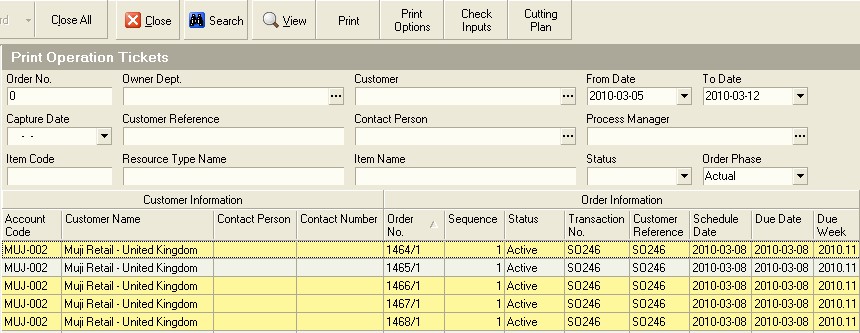 Close All Close Search View Print Print Options Check Inputs Cutting Plan
Print Operation Tickets
Order No. Owner Dept. Customer From Date To Date
0 ... ... 2010-03-05 2010-03-12
Capture Date Customer Reference Contact Person Process Manager
- - ... ...
Item Code Resource Type Name Item Name Status Order Phase
Actual
Customer Information Order Information
Account Code Customer Name Contact Person Contact Number Order No. Sequence Status Transaction No. Customer Reference Schedule Date Due Date Due Week
MUJ-002 Muji Retail - United Kingdom 1464/1 1 Active SO246 SO246 2010-03-08 2010-03-08 2010.11
MUJ-002 Muji Retail - United Kingdom 1465/1 1 Active SO246 SO246 2010-03-08 2010-03-08 2010.11
MUJ-002 Muji Retail - United Kingdom 1466/1 1 Active SO246 SO246 2010-03-08 2010-03-08 2010.11
MUJ-002 Muji Retail - United Kingdom 1467/1 1 Active SO246 SO246 2010-03-08 2010-03-08 2010.11
MUJ-002 Muji Retail - United Kingdom 1468/1 1 Active SO246 SO246 2010-03-08 2010-03-08 2010.11